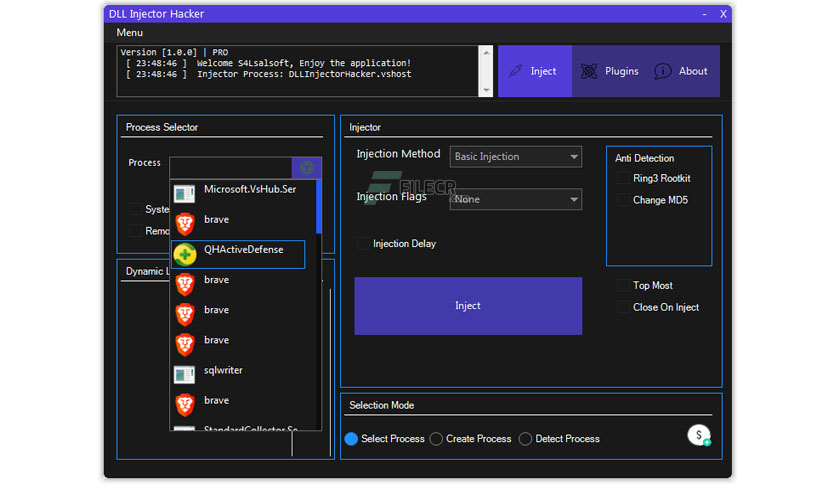 DLL Injector Hacker
- X
Menu
Version [1.0.0] | PRO
[ 23:48:46 ] Welcome S4Lsalsoft, Enjoy the application!
[ 23:48:46 ] Injector Process: DLLInjectorHacker.vshost
Inject
Plugins
About
Process Selector
Process
Microsoft.VsHub.Ser
Syste
brave
Remo
QHActiveDefense
Dynamic L
brave
brave
brave
sqlwriter
brave
StandardCollector.Se
Injector
Injection Method
Basic Injection
FILECR
Injection Flags
None
Injection Delay
Inject
Anti Detection
Ring3 Rootkit
Change MD5
Top Most
Close On Inject
Selection Mode
Select Process
Create Process
Detect Process
$